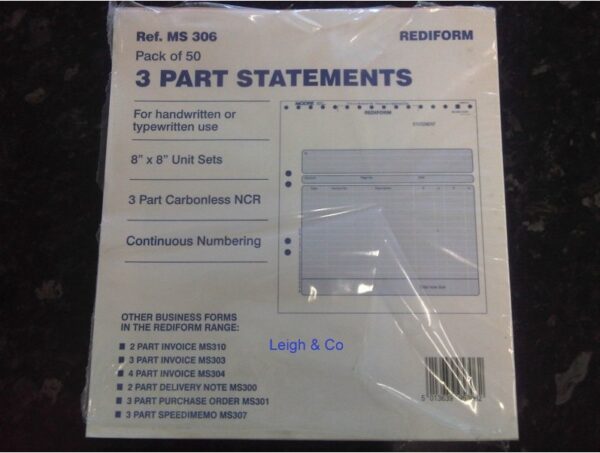 Ref. MS 306
REDIFORM
Pack of 50
3 PART STATEMENTS
For handwritten or
typewritten use
8” x 8” Unit Sets
3 Part Carbonless NCR
Continuous Numbering
MOORE
REDIFORM
STATEMENT
OTHER BUSINESS FORMS
IN THE REDIFORM RANGE:
■ 2 PART INVOICE MS310
■ 3 PART INVOICE MS303
■ 4 PART INVOICE MS304
■ 2 PART DELIVERY NOTE MS300
■ 3 PART PURCHASE ORDER MS301
■ 3 PART SPEEDIMEMO MS307
Leigh & Co